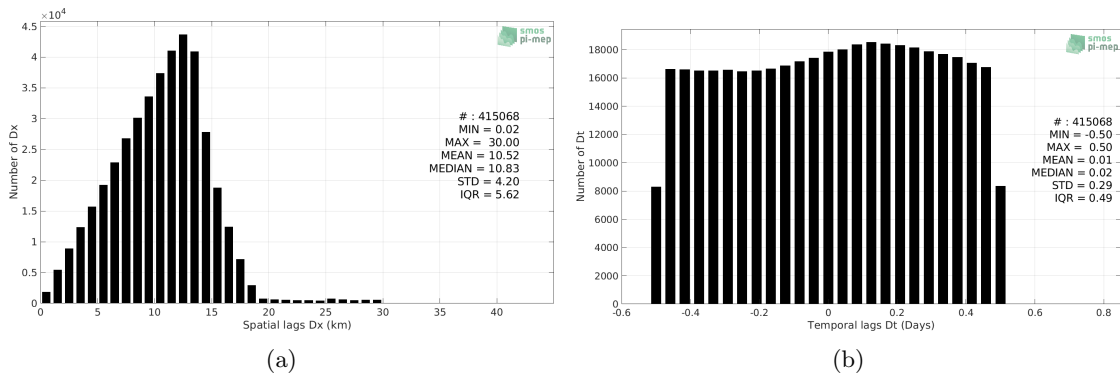 ×10⁴
4.5
4
3.5
3
2.5
2
1.5
1
0.5
0
Number of Dx
smos
pi-mep
# : 415068
MIN = 0.02
MAX = 30.00
MEAN = 10.52
MEDIAN = 10.83
STD = 4.20
IQR = 5.62
0 5 10 15 20 25 30 35 40
Spatial lags Dx (km)
(a)
18000
16000
14000
12000
10000
8000
6000
4000
2000
0
Number of Dt
smos
pi-mep
# : 415068
MIN = -0.50
MAX = 0.50
MEAN = 0.01
MEDIAN = 0.02
STD = 0.29
IQR = 0.49
-0.6 -0.4 -0.2 0 0.2 0.4 0.6 0.8
Temporal lags Dt (Days)
(b)